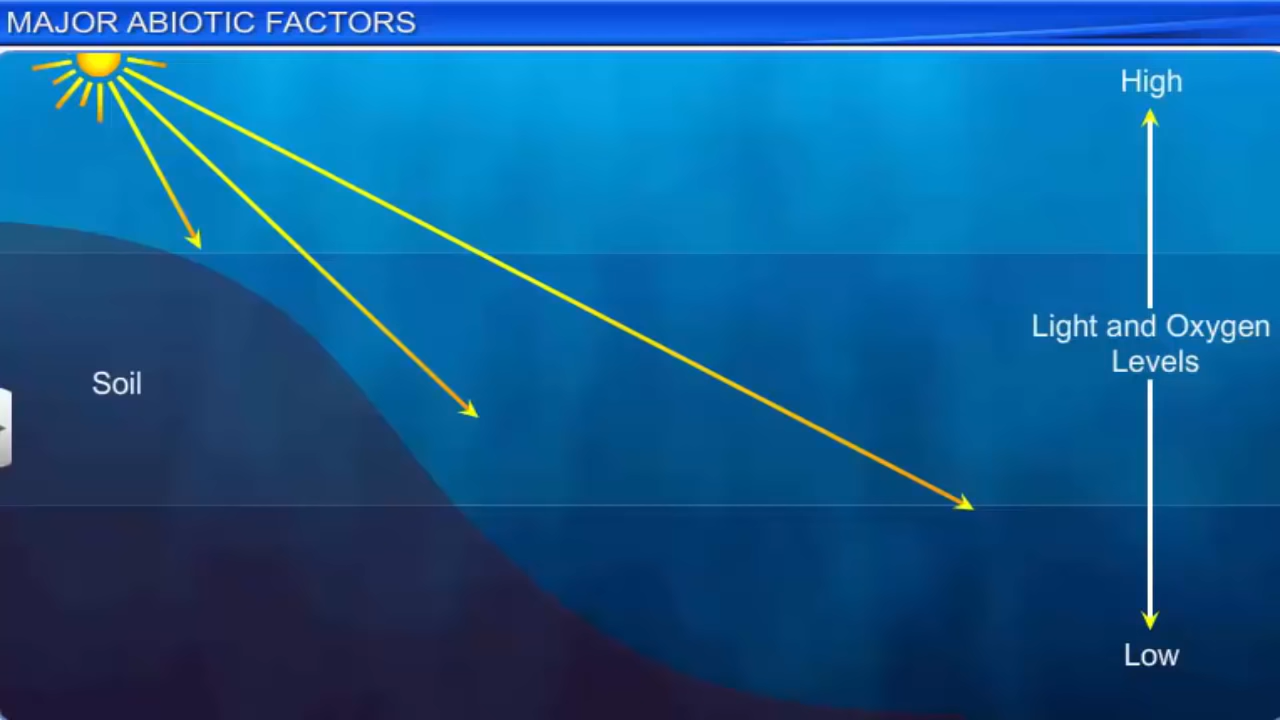 MAJOR ABIOTIC FACTORS
High
Light and Oxygen
Levels
Soil
Low